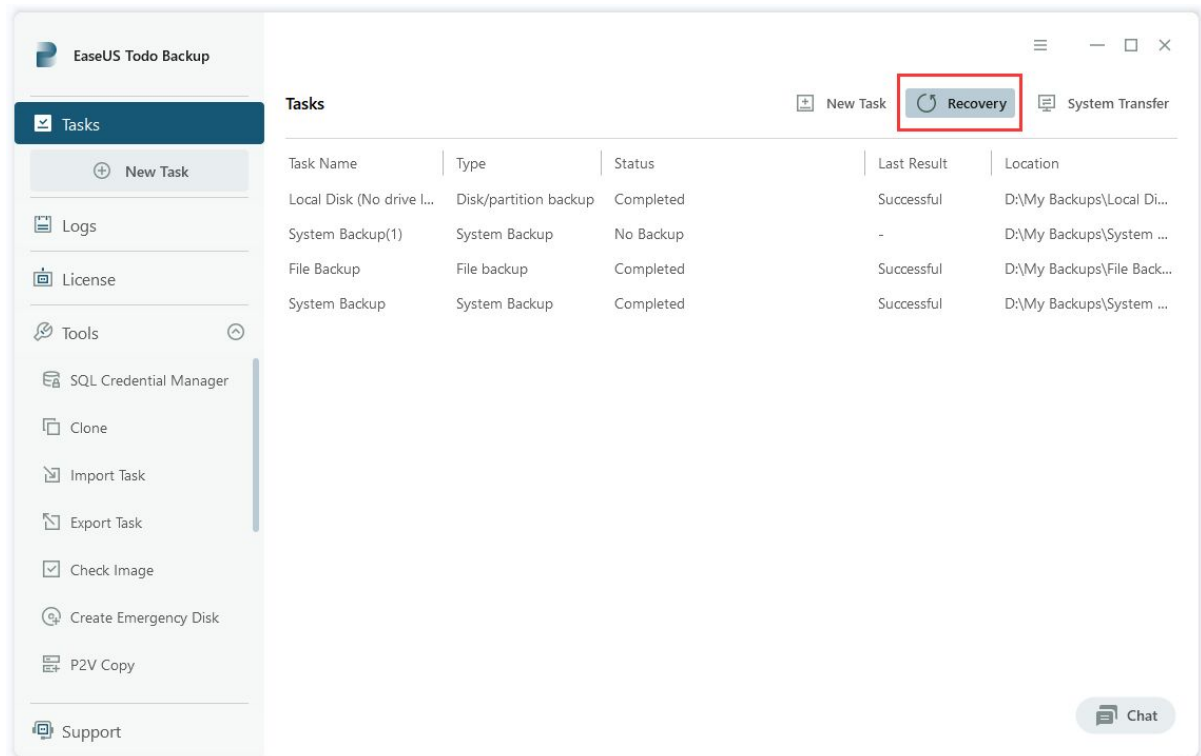 EaseUS Todo Backup
Tasks
New Task
Logs
License
Tools
SQL Credential Manager
Clone
Import Task
Export Task
Check Image
Create Emergency Disk
P2V Copy
Support
Tasks
New Task
Recovery
System Transfer
Task Name Type Status Last Result Location
Local Disk (No drive l... Disk/partition backup Completed Successful D:\My Backups\Local Di...
System Backup(1) System Backup No Backup - D:\My Backups\System ...
File Backup File backup Completed Successful D:\My Backups\File Back...
System Backup System Backup Completed Successful D:\My Backups\System ...
Chat